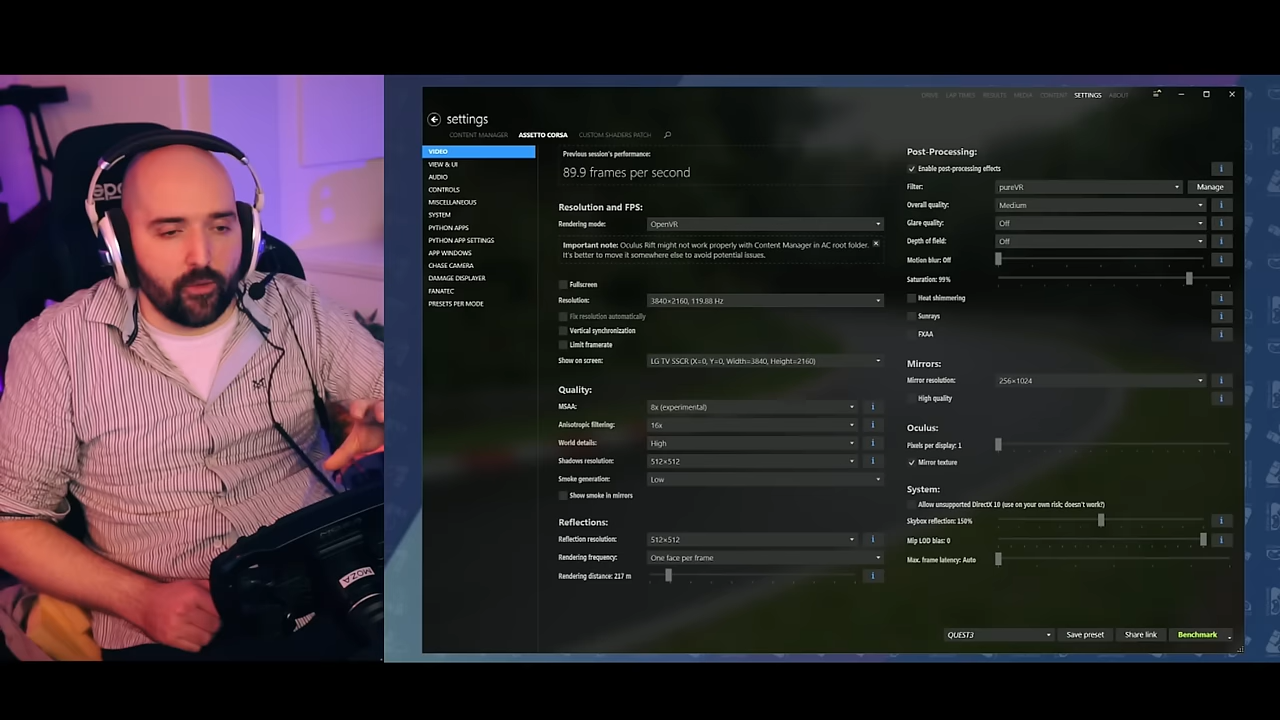 DRIVE LAP TIMES RESULTS MEDIA CONTENT SETTINGS ABOUT
settings
CONTENT MANAGER ASSETTO CORSA CUSTOM SHADERS PATCH
VIDEO
VIEW & UI
AUDIO
CONTROLS
MISCELLANEOUS
SYSTEM
PYTHON APPS
PYTHON APP SETTINGS
APP WINDOWS
CHASE CAMERA
DAMAGE DISPLAYER
FANATEC
PRESETS PER MODE
Previous session's performance:
89.9 frames per second
Resolution and FPS:
Rendering mode: OpenVR
Important note: Oculus Rift might not work properly with Content Manager in AC root folder.
It's better to move it somewhere else to avoid potential issues.
Fullscreen
Resolution: 3840×2160, 119.88 Hz
Fix resolution automatically
Vertical synchronization
Limit framerate
Show on screen: LG TV SSCR (X=0, Y=0, Width=3840, Height=2160)
Quality:
MSAA: 8x (experimental)
Anisotropic filtering: 16x
World details: High
Shadows resolution: 512×512
Smoke generation: Low
Show smoke in mirrors
Reflections:
Reflection resolution: 512×512
Rendering frequency: One face per frame
Rendering distance: 217 m
Post-Processing:
Enable post-processing effects
Filter: pureVR Manage
Overall quality: Medium
Glare quality: Off
Depth of field: Off
Motion blur: Off
Saturation: 99%
Heat shimmering
Sunrays
FXAA
Mirrors:
Mirror resolution: 256×1024
High quality
Oculus:
Pixels per display: 1
Mirror texture
System:
Allow unsupported DirectX 10 (use on your own risk; doesn't work!)
Skybox reflection: 150%
Mip LOD bias: 0
Max. frame latency: Auto
QUEST3 Save preset Share link Benchmark
MOZA